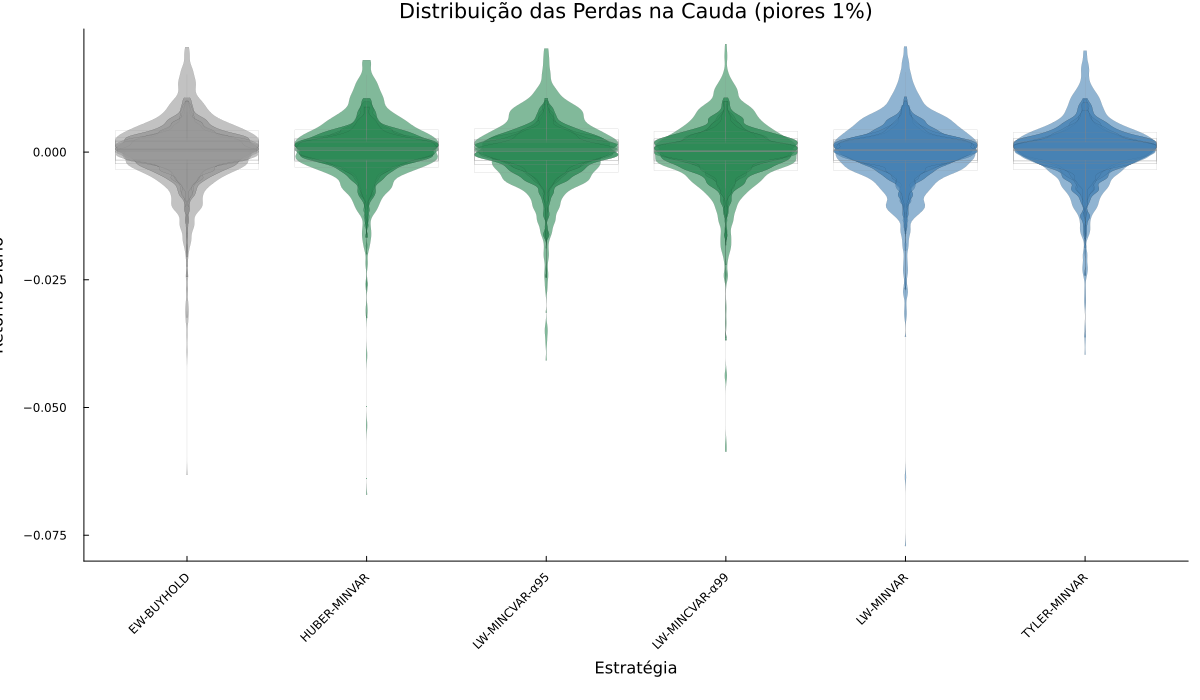 Distribuição das Perdas na Cauda (piores 1%)
0.000
−0.025
−0.050
−0.075
EW-BUYHOLD
HUBER-MINVAR
LW-MINCVAR-α95
LW-MINCVAR-α99
LW-MINVAR
TYLER-MINVAR
Estratégia